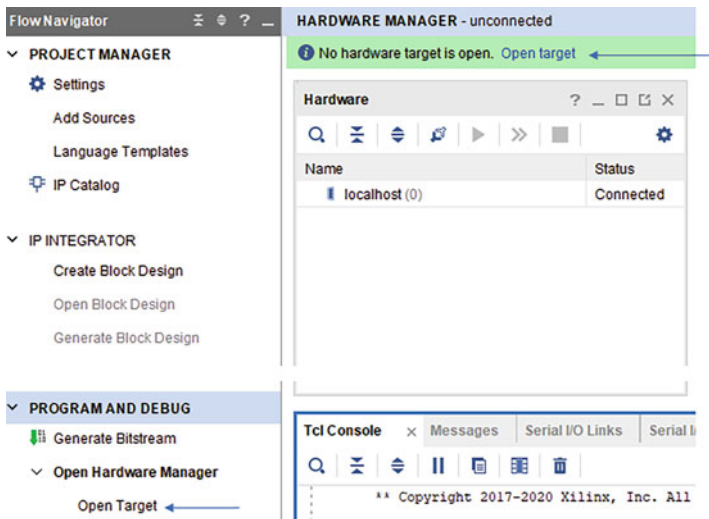 Flow Navigator
PROJECT MANAGER
Settings
Add Sources
Language Templates
IP Catalog
IP INTEGRATOR
Create Block Design
Open Block Design
Generate Block Design
PROGRAM AND DEBUG
Generate Bitstream
Open Hardware Manager
Open Target
HARDWARE MANAGER - unconnected
No hardware target is open. Open target
Hardware
Name Status
localhost (0) Connected
Tcl Console Messages Serial I/O Links Serial
** Copyright 2017-2020 Xilinx, Inc. All